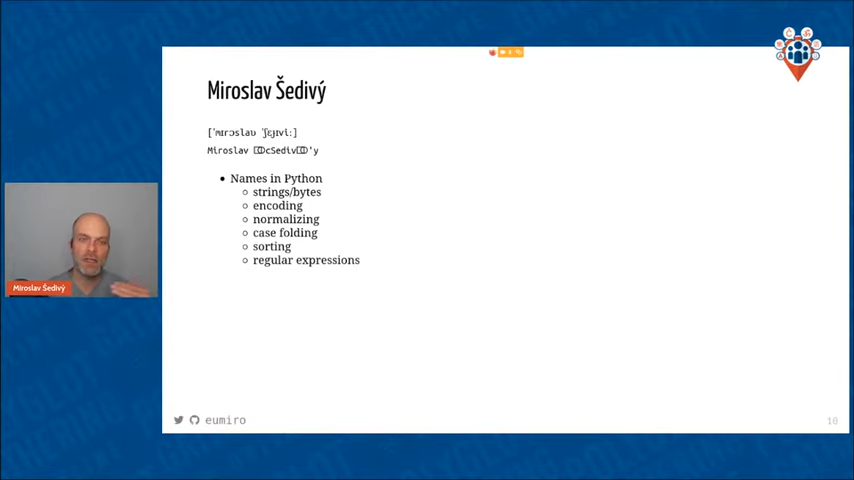 Miroslav Šedivý
[ˈmɪrɔslaʋ ˈʃɛɟɪviː]
Names in Python
strings/bytes
encoding
normalizing
case folding
sorting
regular expressions
Miroslav Šedivý
eumiro
10